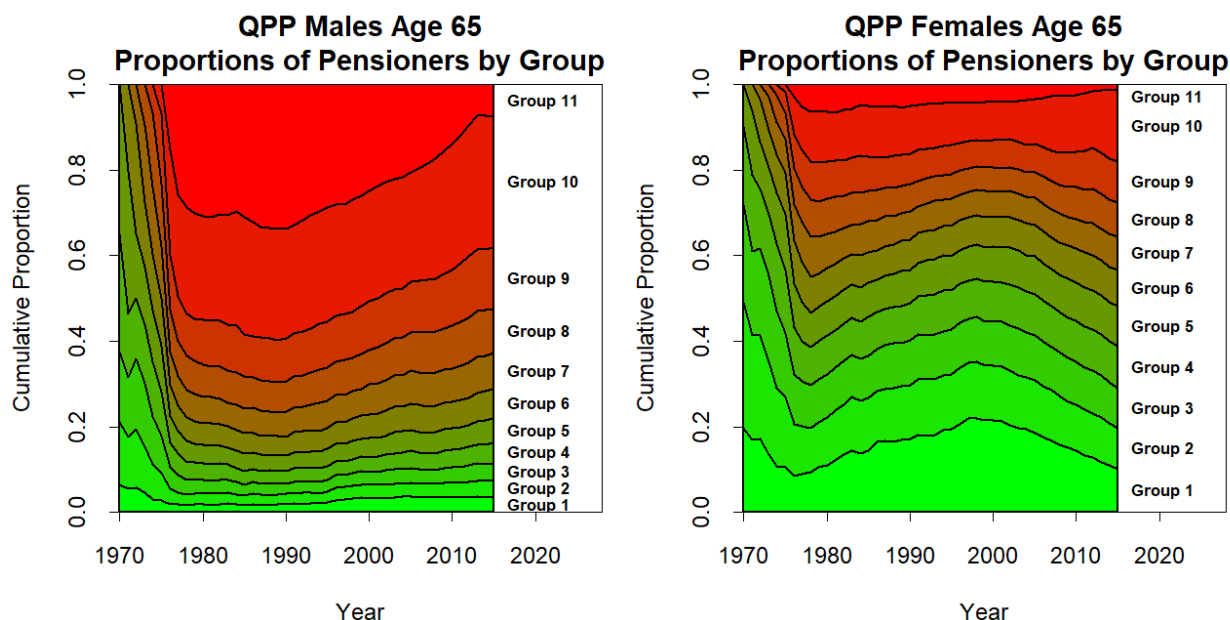 QPP Males Age 65
Proportions of Pensioners by Group
Cumulative Proportion
1.0
0.8
0.6
0.4
0.2
0.0
Group 11
Group 10
Group 9
Group 8
Group 7
Group 6
Group 5
Group 4
Group 3
Group 2
Group 1
1970 1980 1990 2000 2010 2020
Year
QPP Females Age 65
Proportions of Pensioners by Group
Cumulative Proportion
1.0
0.8
0.6
0.4
0.2
0.0
Group 11
Group 10
Group 9
Group 8
Group 7
Group 6
Group 5
Group 4
Group 3
Group 2
Group 1
1970 1980 1990 2000 2010 2020
Year